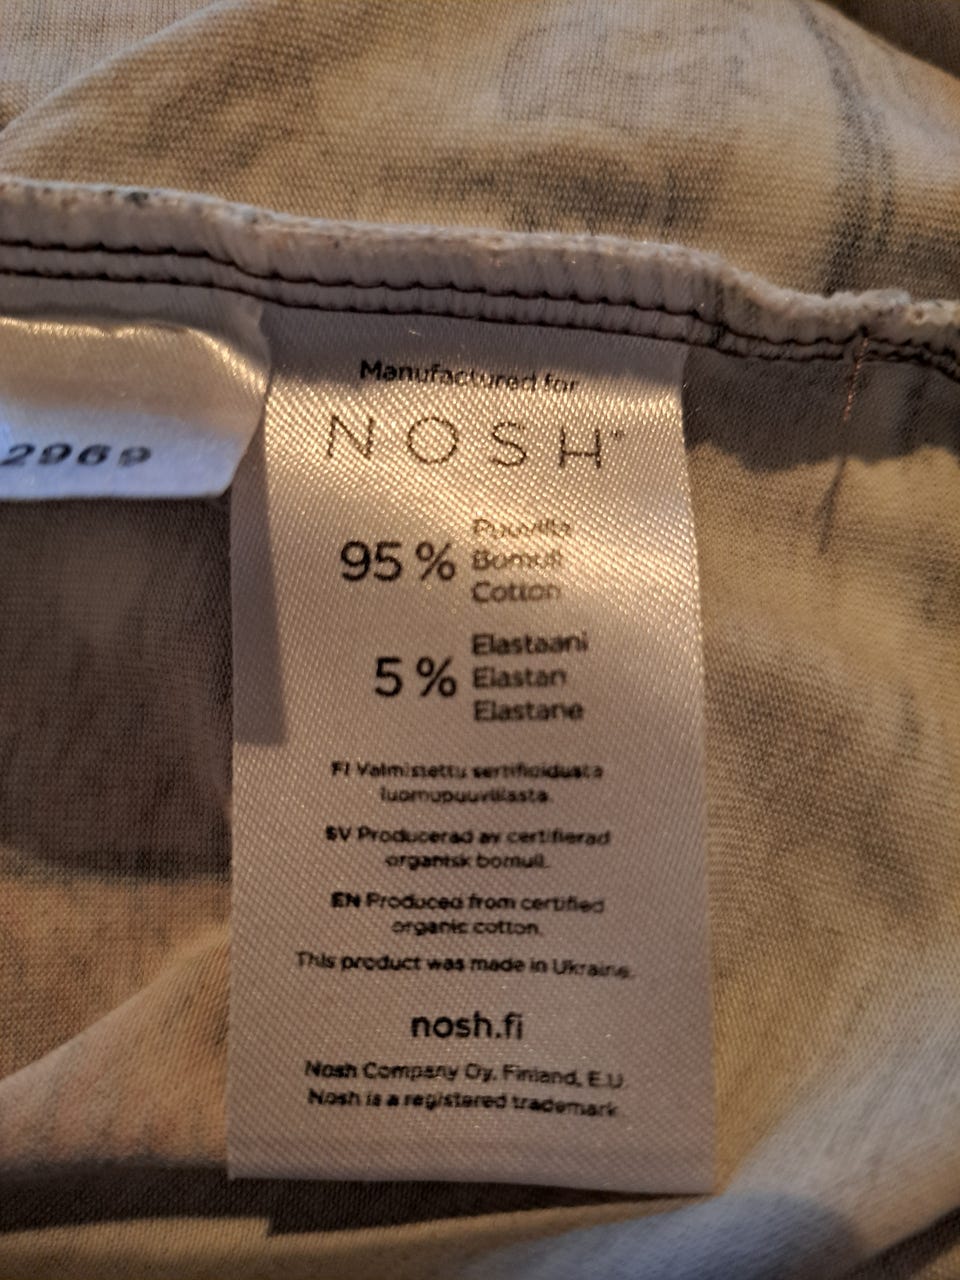 2969
Manufactured for
NOSH®
95 % Puuvilla
Bomull
Cotton
5 % Elastaani
Elastan
Elastane
FI Valmistettu sertifioidusta
luomupuuvillasta.
SV Producerad av certifierad
organisk bomull.
EN Produced from certified
organic cotton.
This product was made in Ukraine.
nosh.fi
Nosh Company Oy, Finland, E.U.
Nosh is a registered trademark